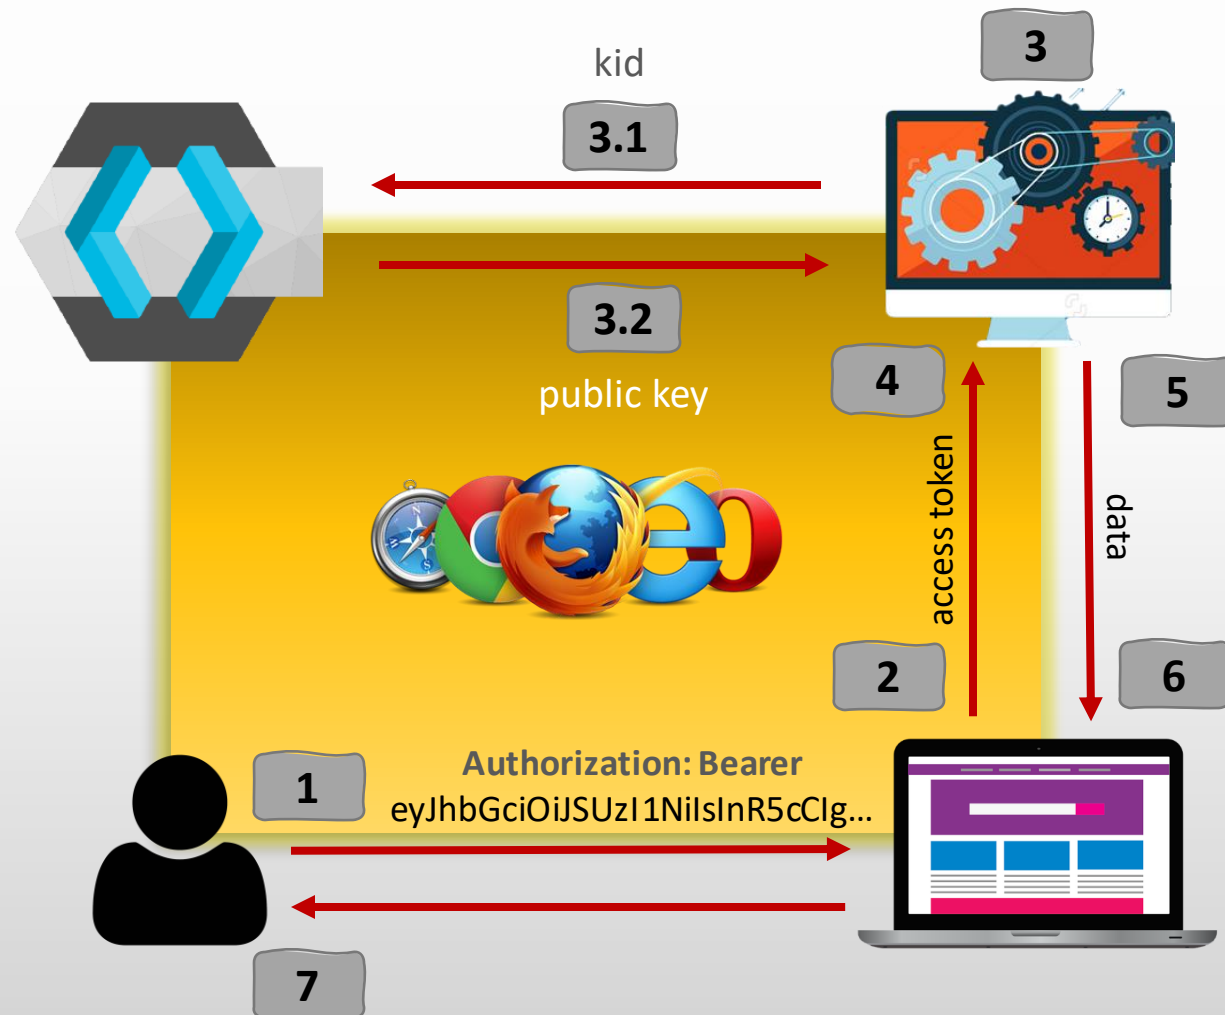 3
kid
3.1
3.2
public key
4
5
access token
data
2
6
1
Authorization: Bearer
eyJhbGciOiJSUzI1NiIsInR5cCIg…
7